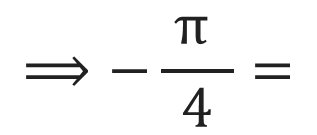 ⇒ − π/4 =